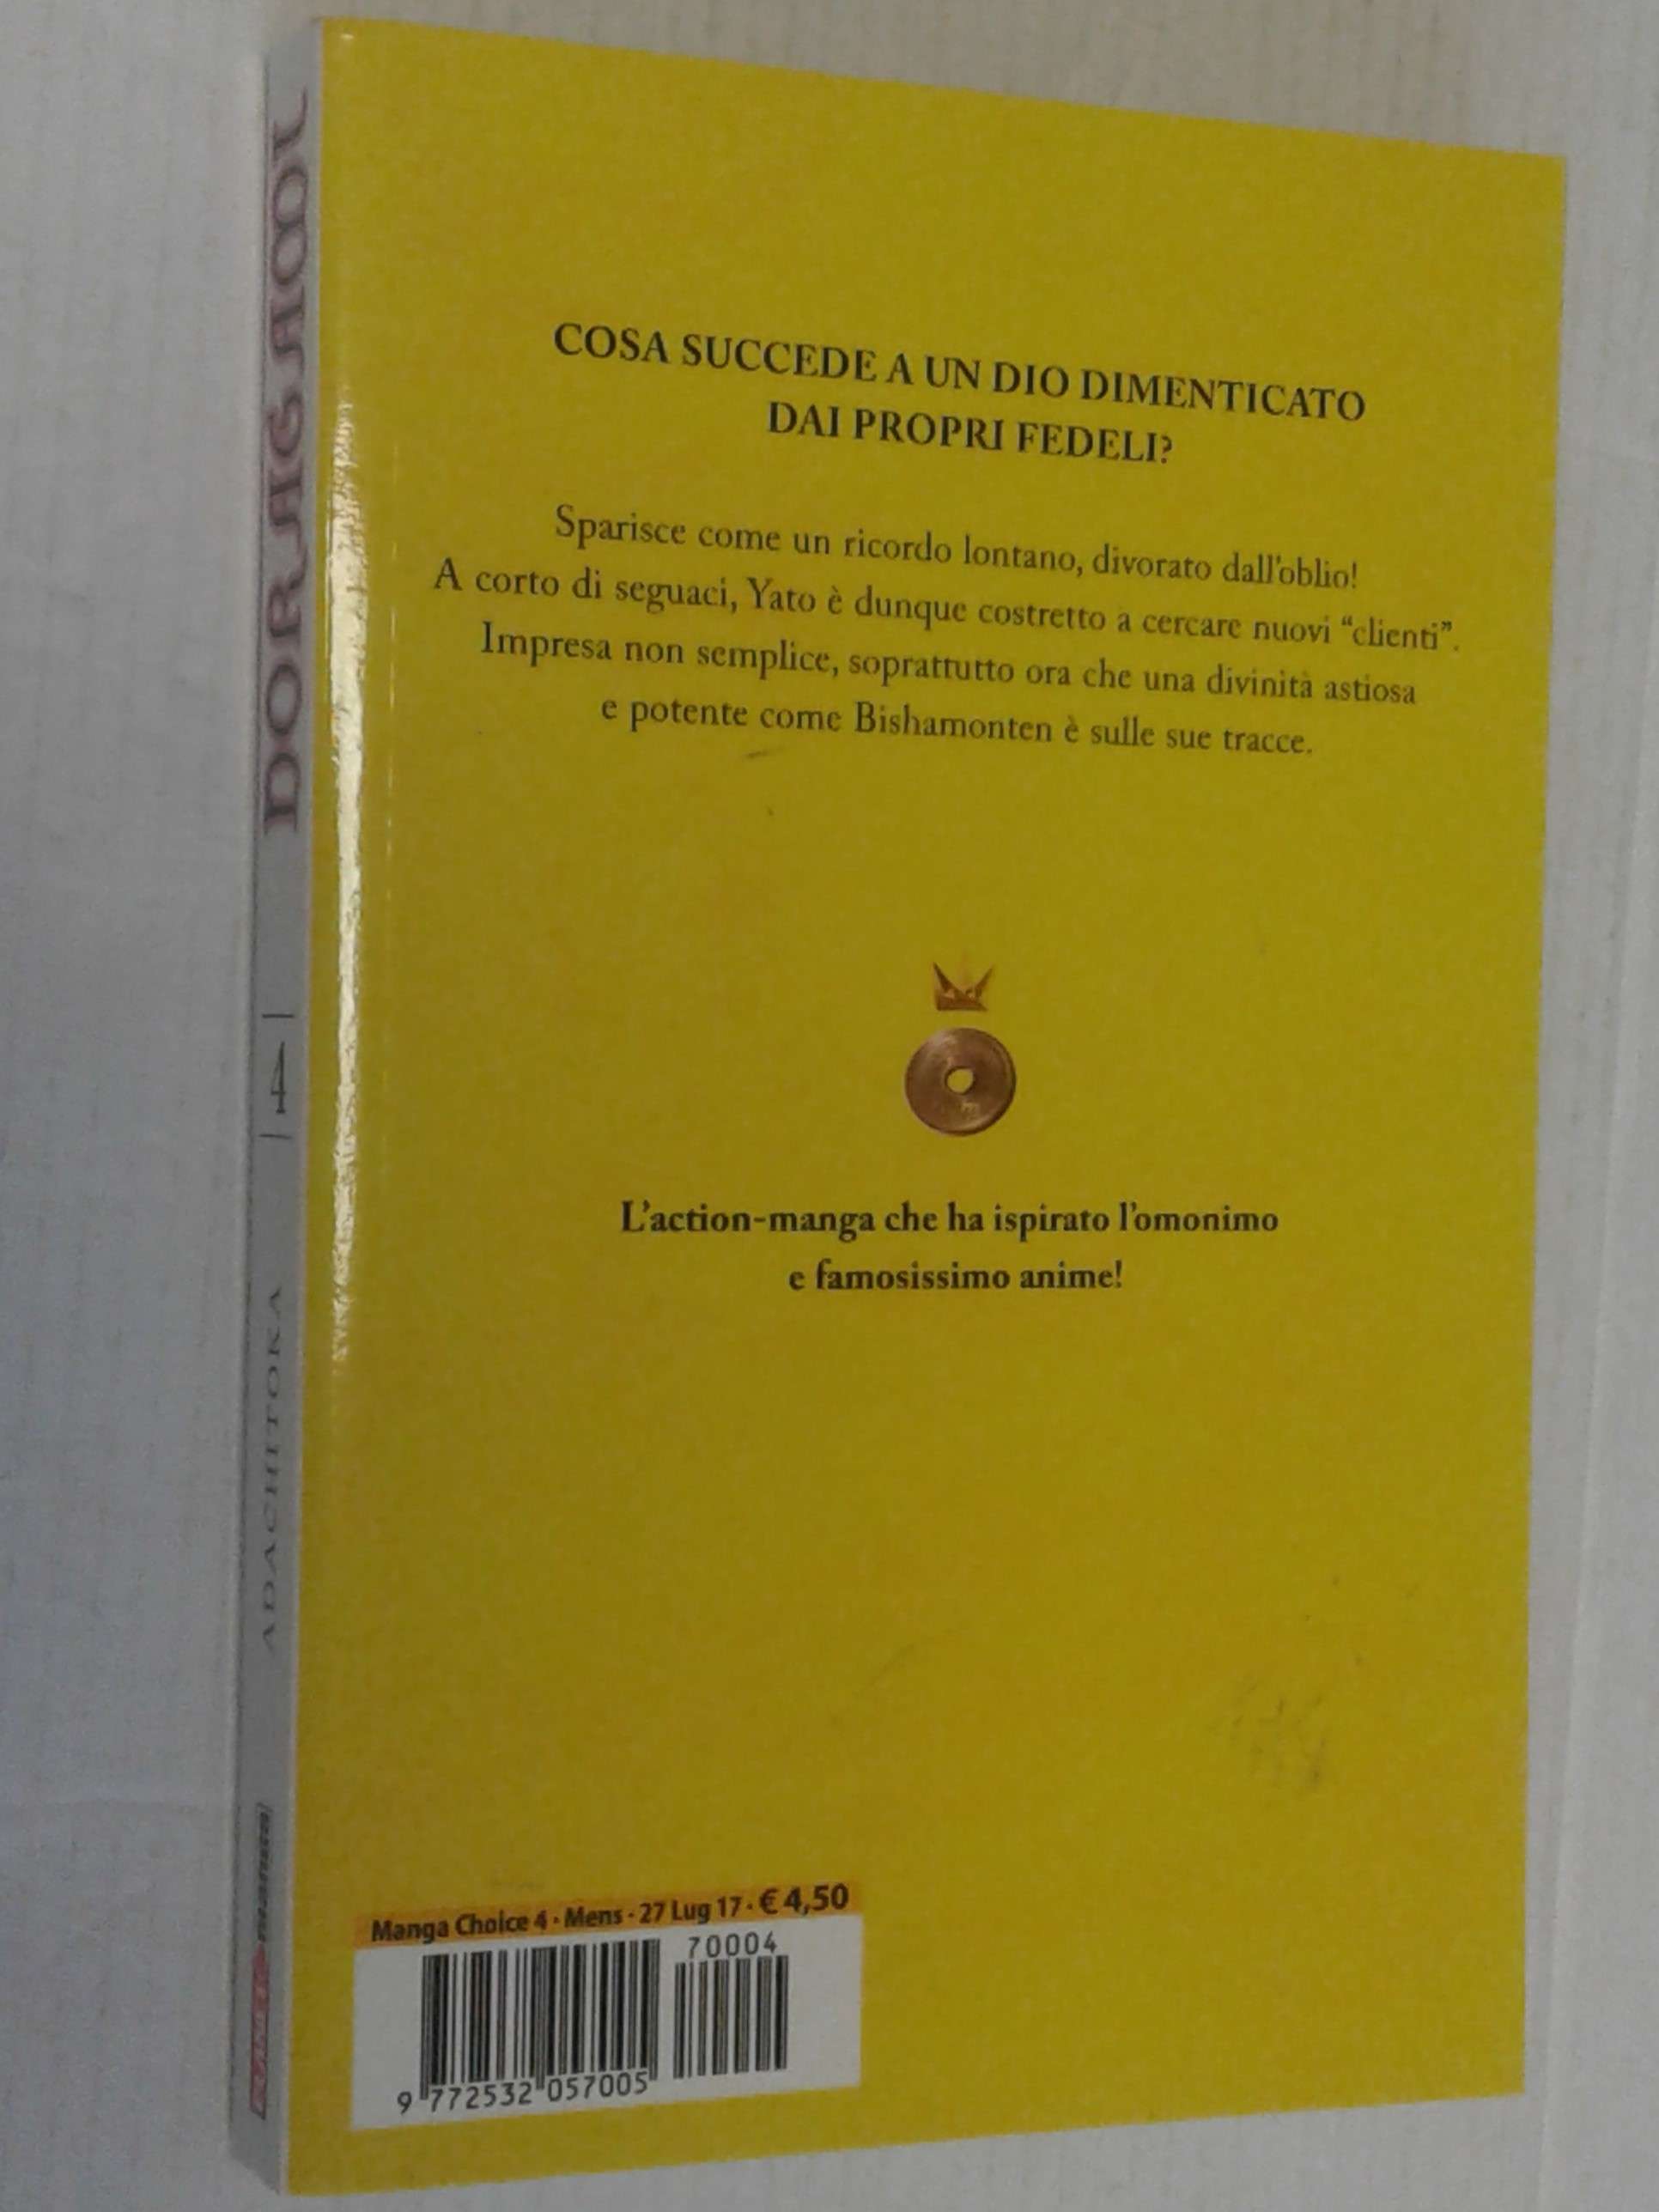 COSA SUCCEDE A UN DIO DIMENTICATO
DAI PROPRI FEDELI?
Sparisce come un ricordo lontano, divorato dall'oblio!
A corto di seguaci, Yato è dunque costretto a cercare nuovi “clienti”.
Impresa non semplice, soprattutto ora che una divinità astiosa
e potente come Bishamonten è sulle sue tracce.
L'action-manga che ha ispirato l'omonimo
e famosissimo anime!
Manga Choice 4 · Mens · 27 Lug 17 · € 4,50
70004
9 772532 057005
NORAGAMI
4
ADACHITOKA
PLANET manga